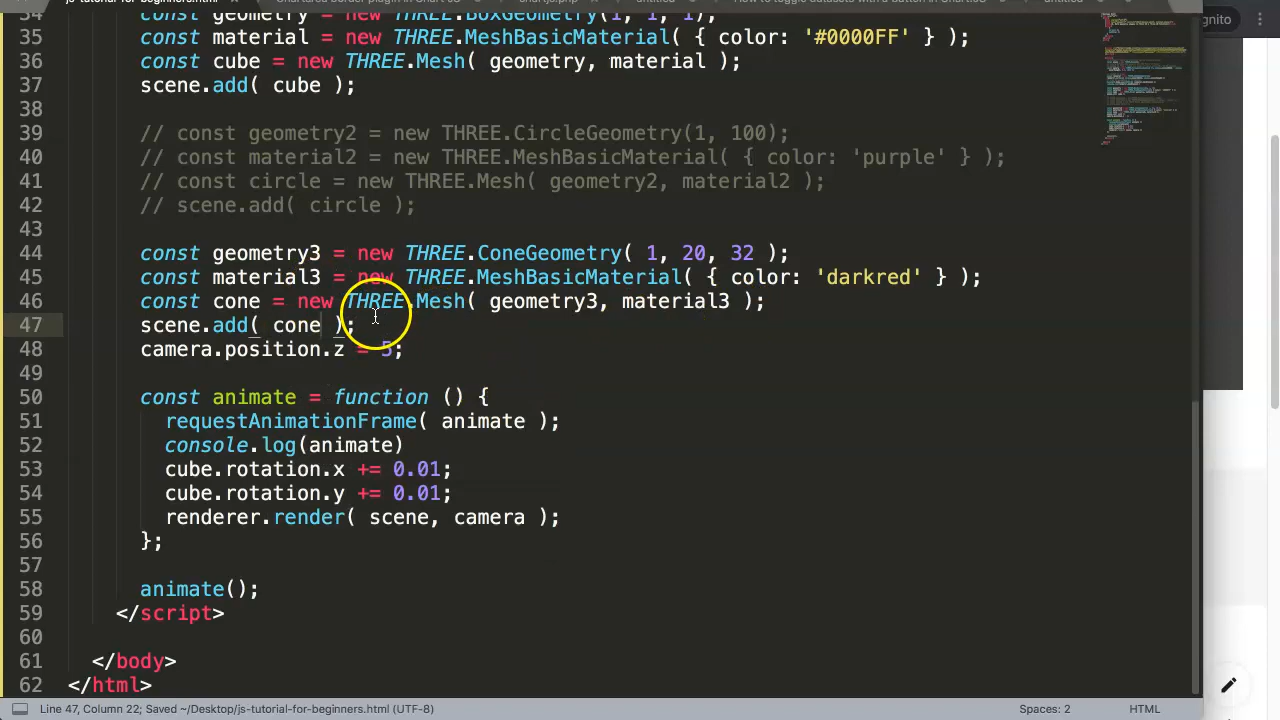 js-tutorial-for-beginners.html
34 const geometry = new THREE.BoxGeometry(1, 1, 1);
35 const material = new THREE.MeshBasicMaterial( { color: '#0000FF' } );
36 const cube = new THREE.Mesh( geometry, material );
37 scene.add( cube );
38
39 // const geometry2 = new THREE.CircleGeometry(1, 100);
40 // const material2 = new THREE.MeshBasicMaterial( { color: 'purple' } );
41 // const circle = new THREE.Mesh( geometry2, material2 );
42 // scene.add( circle );
43
44 const geometry3 = new THREE.ConeGeometry( 1, 20, 32 );
45 const material3 = new THREE.MeshBasicMaterial( { color: 'darkred' } );
46 const cone = new THREE.Mesh( geometry3, material3 );
47 scene.add( cone );
48 camera.position.z = 5;
49
50 const animate = function () {
51 requestAnimationFrame( animate );
52 console.log(animate)
53 cube.rotation.x += 0.01;
54 cube.rotation.y += 0.01;
55 renderer.render( scene, camera );
56 };
57
58 animate();
59 </script>
60
61 </body>
62 </html>
Line 47, Column 22; Saved ~/Desktop/js-tutorial-for-beginners.html (UTF-8)
Spaces: 2
HTML